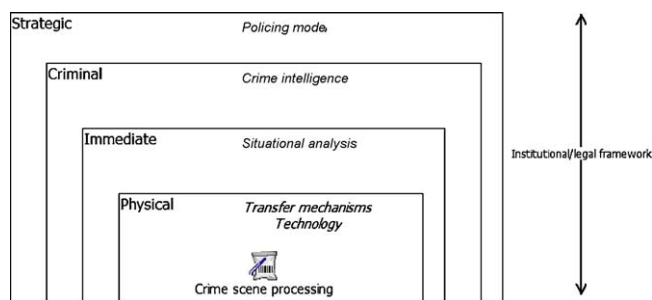 Strategic Policing mode
Criminal Crime intelligence
Immediate Situational analysis
Institutional/legal framework
Physical Transfer mechanisms
Technology
Crime scene processing